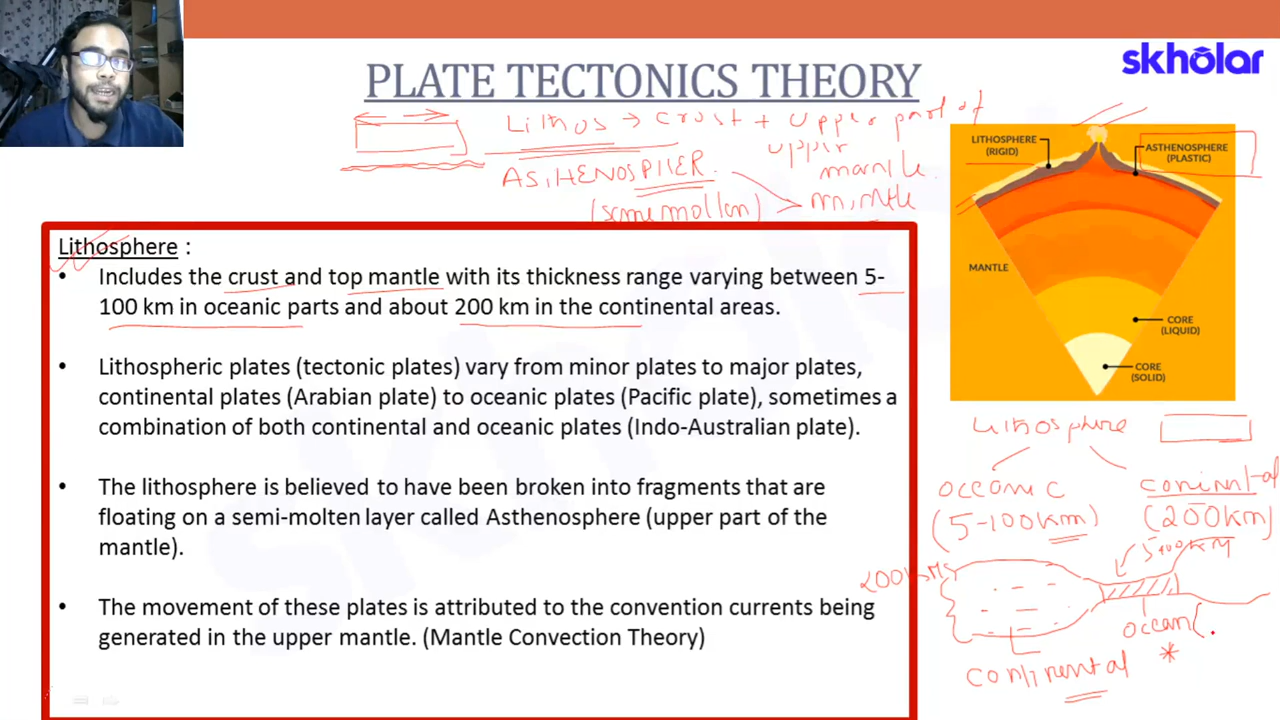 skholar
PLATE TECTONICS THEORY
Lithos → crust + upper part of
upper
mantle.
ASTHENOSPHER
(semi mollen)
mantle
LITHOSPHERE
(RIGID)
ASTHENOSPHERE
(PLASTIC)
MANTLE
CORE
(LIQUID)
CORE
(SOLID)
Lithosphere :
• Includes the crust and top mantle with its thickness range varying between 5-
100 km in oceanic parts and about 200 km in the continental areas.
• Lithospheric plates (tectonic plates) vary from minor plates to major plates,
continental plates (Arabian plate) to oceanic plates (Pacific plate), sometimes a
combination of both continental and oceanic plates (Indo-Australian plate).
• The lithosphere is believed to have been broken into fragments that are
floating on a semi-molten layer called Asthenosphere (upper part of the
mantle).
• The movement of these plates is attributed to the convention currents being
generated in the upper mantle. (Mantle Convection Theory)
Lithosphere
oceanic
(5-100km)
(200km)
200kms
continental
*